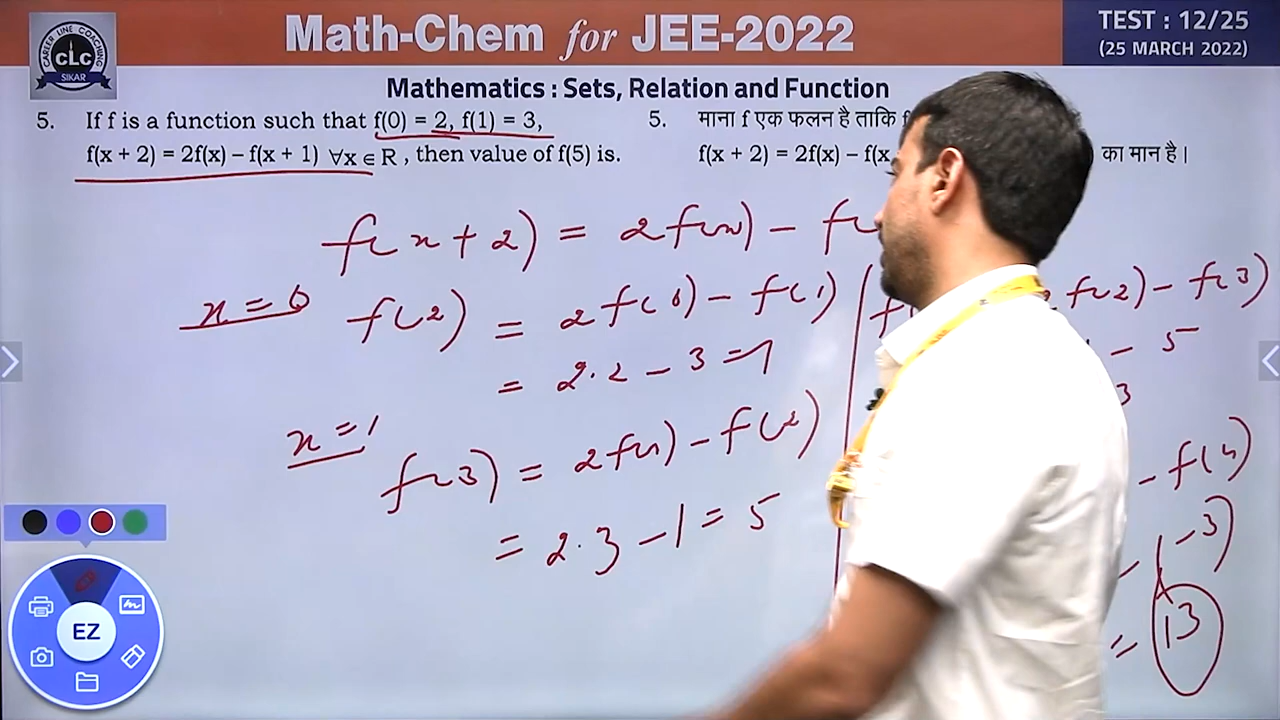 Math-Chem for JEE-2022
TEST : 12/25
(25 MARCH 2022)
CAREER LINE COACHING
CLC
SIKAR
Mathematics : Sets, Relation and Function
5. If f is a function such that f(0) = 2, f(1) = 3,
f(x + 2) = 2f(x) – f(x + 1) ∀x ∈ R , then value of f(5) is.
5. माना f एक फलन है ताकि f
f(x + 2) = 2f(x) – f(x का मान है।
f(x + 2) = 2f(x) – f(
x = 0 f(2) = 2f(0) – f(1)
= 2·2 – 3 = 1
x = 1 f(3) = 2f(1) – f(2)
= 2·3 – 1 = 5
f( f(2) – f(3)
– 5
3
– f(4)
– 3)
= 13
EZ